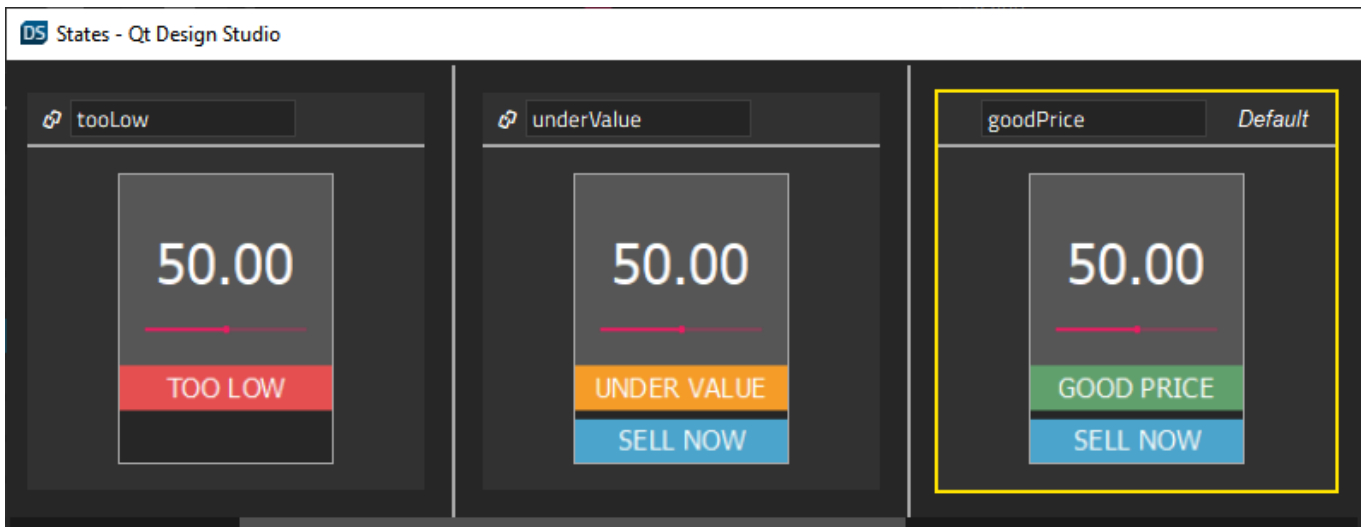 DS States - Qt Design Studio
tooLow
50.00
TOO LOW
underValue
50.00
UNDER VALUE
SELL NOW
goodPrice Default
50.00
GOOD PRICE
SELL NOW